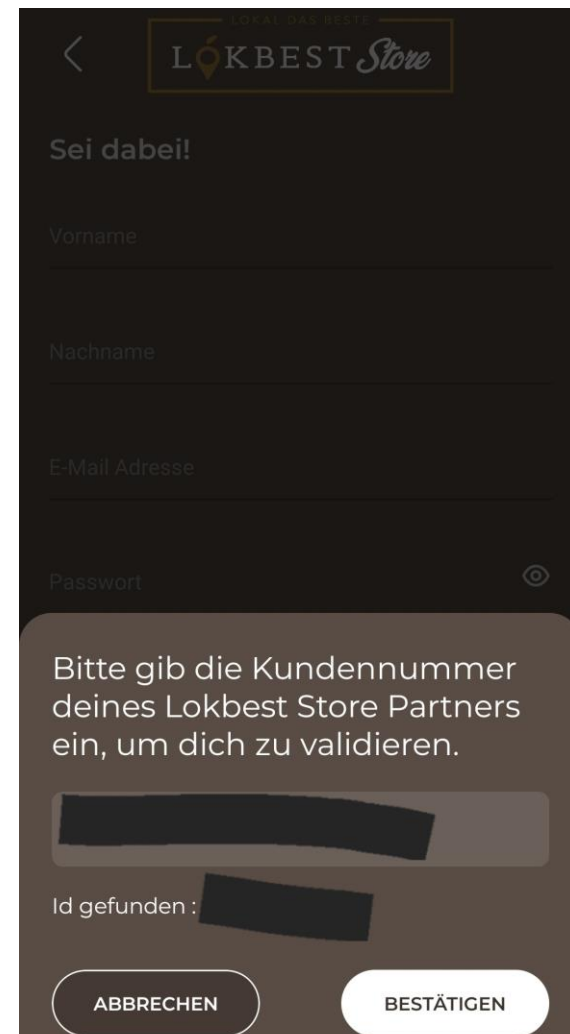 LOKAL DAS BESTE
LÓKBEST Store
Sei dabei!
Vorname
Nachname
E-Mail Adresse
Passwort
Bitte gib die Kundennummer
deines Lokbest Store Partners
ein, um dich zu validieren.
Id gefunden :
ABBRECHEN
BESTÄTIGEN